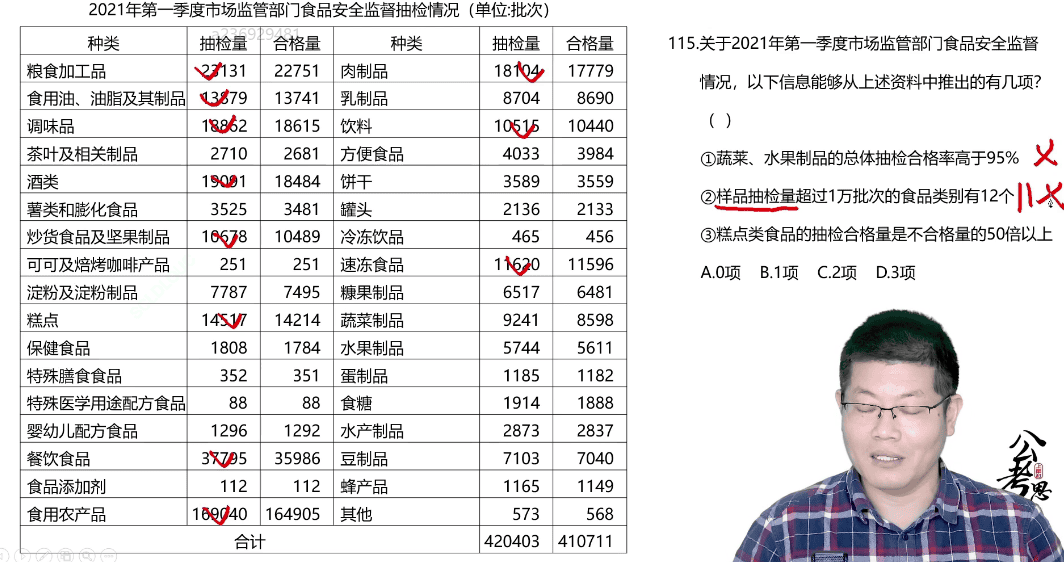 2021年第一季度市场监管部门食品安全监督抽检情况（单位:批次）
a236929481
种类 抽检量 合格量 种类 抽检量 合格量
粮食加工品 23131 22751 肉制品 18104 17779
食用油、油脂及其制品 13879 13741 乳制品 8704 8690
调味品 18862 18615 饮料 10515 10440
茶叶及相关制品 2710 2681 方便食品 4033 3984
酒类 19091 18484 饼干 3589 3559
薯类和膨化食品 3525 3481 罐头 2136 2133
炒货食品及坚果制品 10678 10489 冷冻饮品 465 456
可可及焙烤咖啡产品 251 251 速冻食品 11620 11596
淀粉及淀粉制品 7787 7495 糖果制品 6517 6481
糕点 14517 14214 蔬菜制品 9241 8598
保健食品 1808 1784 水果制品 5744 5611
特殊膳食食品 352 351 蛋制品 1185 1182
特殊医学用途配方食品 88 88 食糖 1914 1888
婴幼儿配方食品 1296 1292 水产制品 2873 2837
餐饮食品 37795 35986 豆制品 7103 7040
食品添加剂 112 112 蜂产品 1165 1149
食用农产品 169040 164905 其他 573 568
合计 420403 410711
115.关于2021年第一季度市场监管部门食品安全监督
情况，以下信息能够从上述资料中推出的有几项？
（ ）
①蔬菜、水果制品的总体抽检合格率高于95% ×
②样品抽检量超过1万批次的食品类别有12个 11 ×
③糕点类食品的抽检合格量是不合格量的50倍以上
A.0项 B.1项 C.2项 D.3项
公考
思